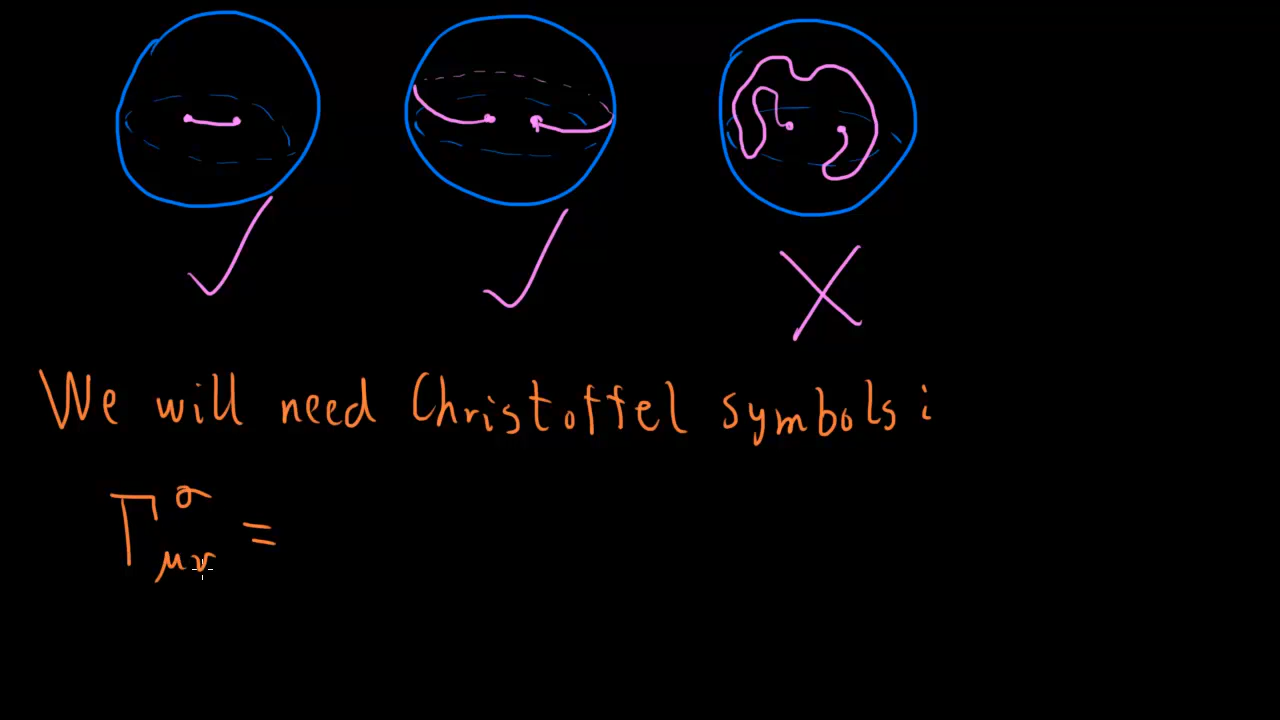 We will need Christoffel symbols :
Γ^σ_μν =